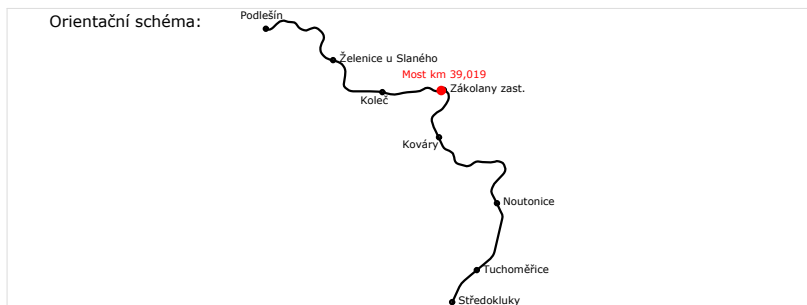 Orientační schéma:
Podlešín
Želenice u Slaného
Most km 39,019
Zákolany zast.
Koleč
Kováry
Noutonice
Tuchoměřice
Středokluky